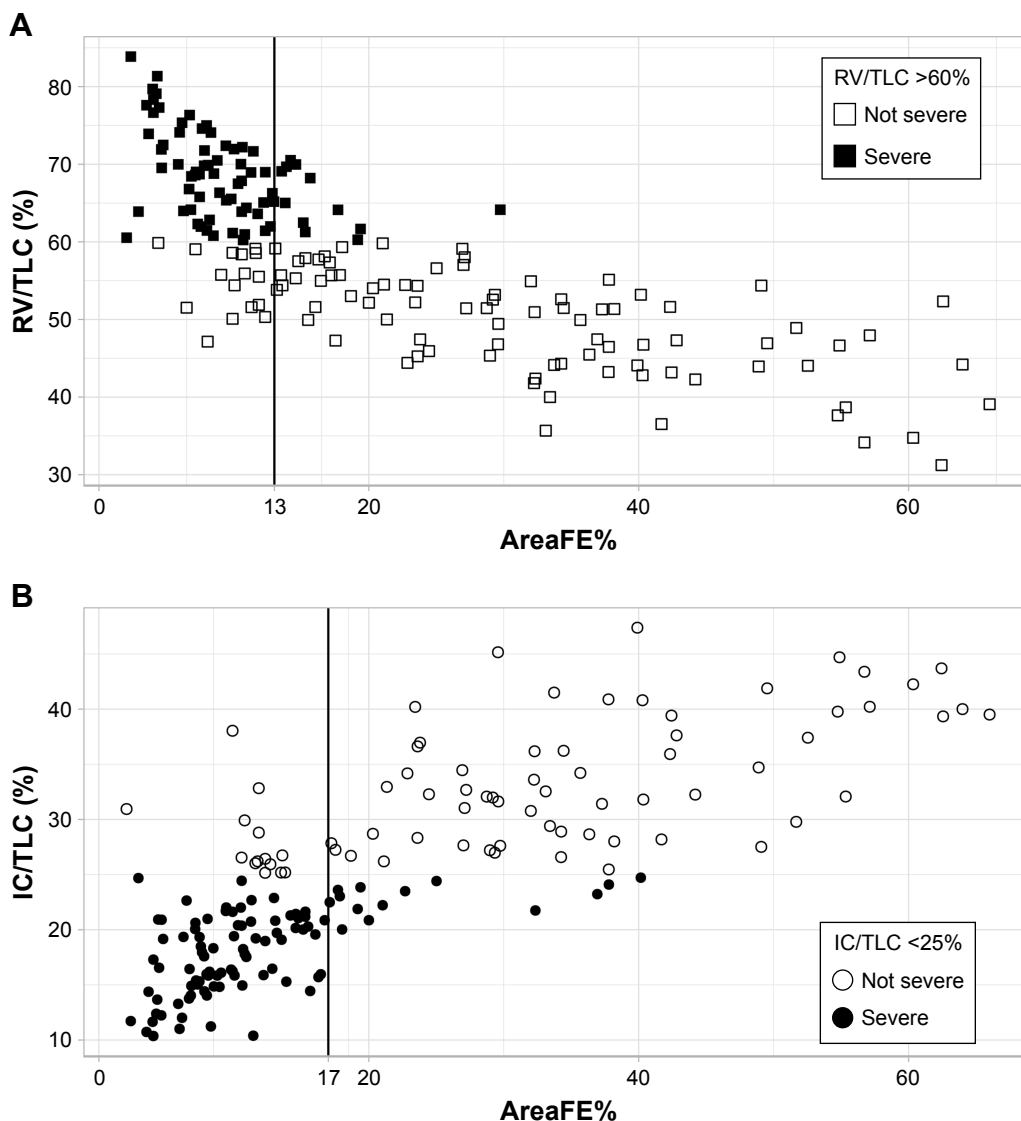 A
RV/TLC (%)
80
70
60
50
40
30
RV/TLC >60%
Not severe
Severe
0
13
20
40
60
AreaFE%
B
IC/TLC (%)
40
30
20
10
IC/TLC <25%
Not severe
Severe
0
17
20
40
60
AreaFE%